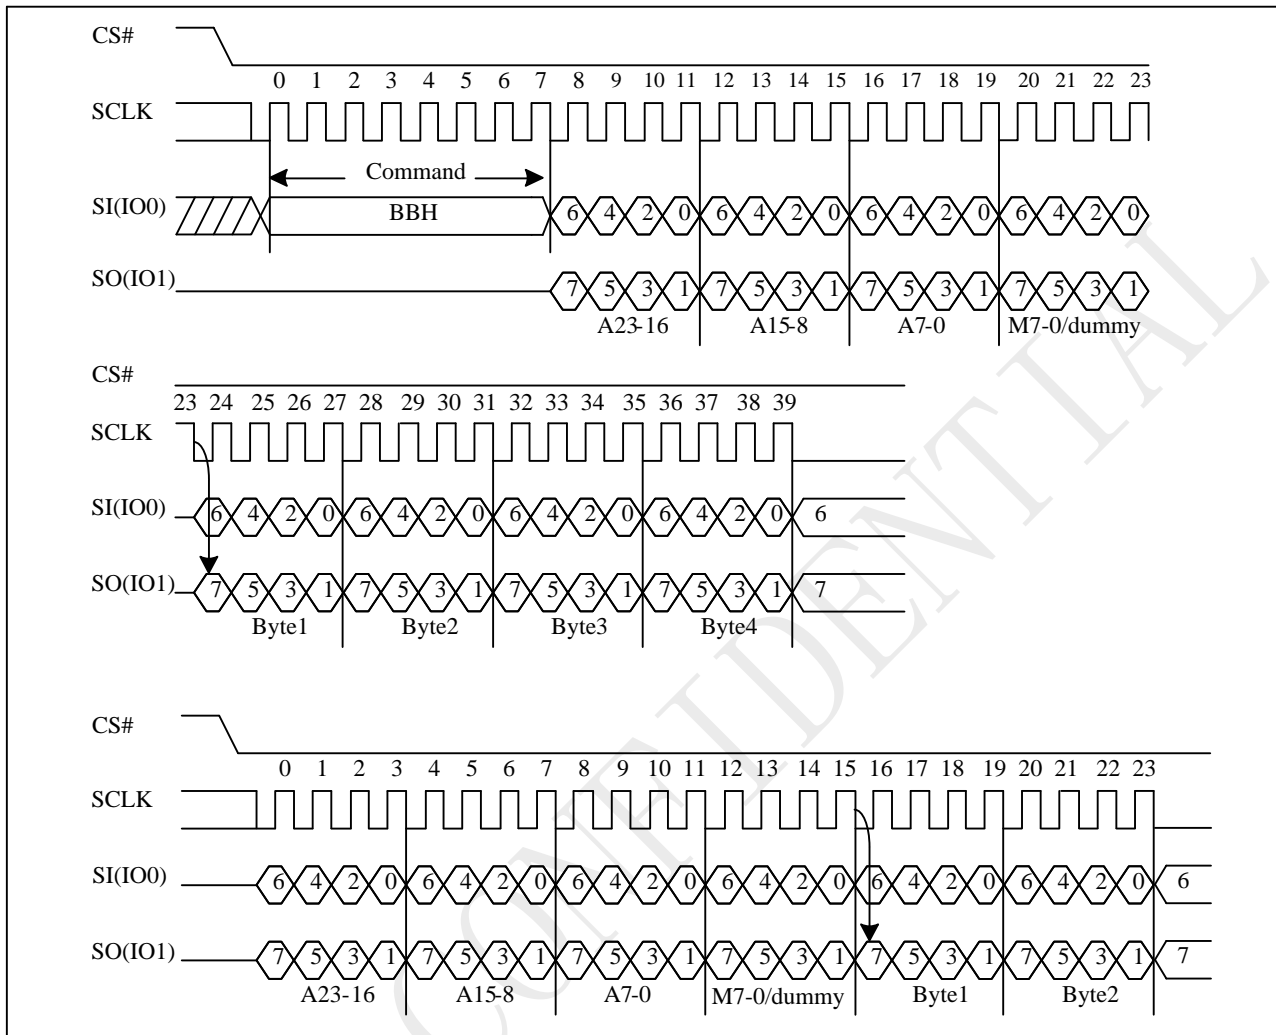 CS#
0 1 2 3 4 5 6 7 8 9 10 11 12 13 14 15 16 17 18 19 20 21 22 23
SCLK
Command
SI(IO0) BBH 6 4 2 0 6 4 2 0 6 4 2 0 6 4 2 0
SO(IO1) 7 5 3 1 7 5 3 1 7 5 3 1 7 5 3 1
A23-16 A15-8 A7-0 M7-0/dummy
CS#
23 24 25 26 27 28 29 30 31 32 33 34 35 36 37 38 39
SCLK
SI(IO0) 6 4 2 0 6 4 2 0 6 4 2 0 6 4 2 0 6
SO(IO1) 7 5 3 1 7 5 3 1 7 5 3 1 7 5 3 1 7
Byte1 Byte2 Byte3 Byte4
CS#
0 1 2 3 4 5 6 7 8 9 10 11 12 13 14 15 16 17 18 19 20 21 22 23
SCLK
SI(IO0) 6 4 2 0 6 4 2 0 6 4 2 0 6 4 2 0 6 4 2 0 6 4 2 0 6
SO(IO1) 7 5 3 1 7 5 3 1 7 5 3 1 7 5 3 1 7 5 3 1 7 5 3 1 7
A23-16 A15-8 A7-0 M7-0/dummy Byte1 Byte2
CONFIDENTIAL